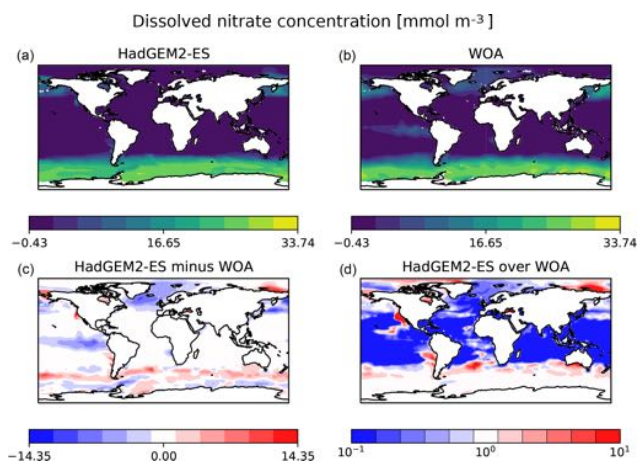 Dissolved nitrate concentration [mmol m⁻³]
(a) HadGEM2-ES
(b) WOA
−0.43 16.65 33.74
−0.43 16.65 33.74
(c) HadGEM2-ES minus WOA
(d) HadGEM2-ES over WOA
−14.35 0.00 14.35
10⁻¹ 10⁰ 10¹